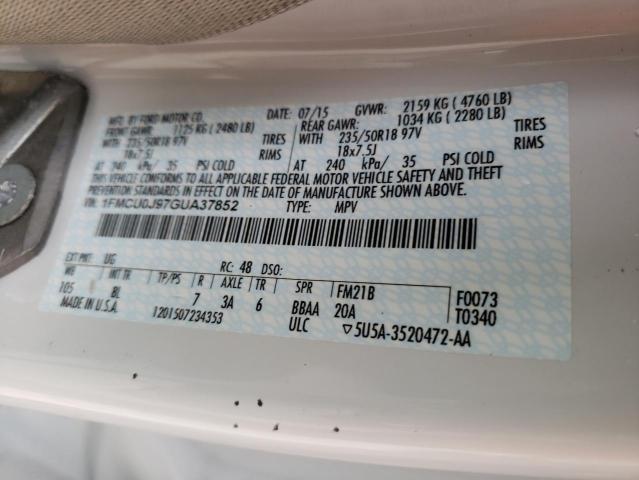 MFG. BY FORD MOTOR CO. DATE: 07/15 GVWR: 2159 KG ( 4760 LB)
FRONT GAWR: 1125 KG ( 2480 LB) REAR GAWR: 1034 KG ( 2280 LB)
WITH 235/50R18 97V TIRES WITH 235/50R18 97V TIRES
18x7.5J RIMS 18x7.5J RIMS
AT 240 kPa/ 35 PSI COLD AT 240 kPa/ 35 PSI COLD
THIS VEHICLE CONFORMS TO ALL APPLICABLE FEDERAL MOTOR VEHICLE SAFETY AND THEFT
PREVENTION STANDARDS IN EFFECT ON THE DATE OF MANUFACTURE SHOWN ABOVE.
VIN: 1FMCU0J97GUA37852 TYPE: MPV
EXT PNT: UG RC: 48 DSO:
WB INT TR TP/PS R AXLE TR SPR FM21B F0073
105 8L 7 3A 6 BBAA 20A T0340
MADE IN U.S.A. 1201507234353 ULC ▽5U5A-3520472-AA